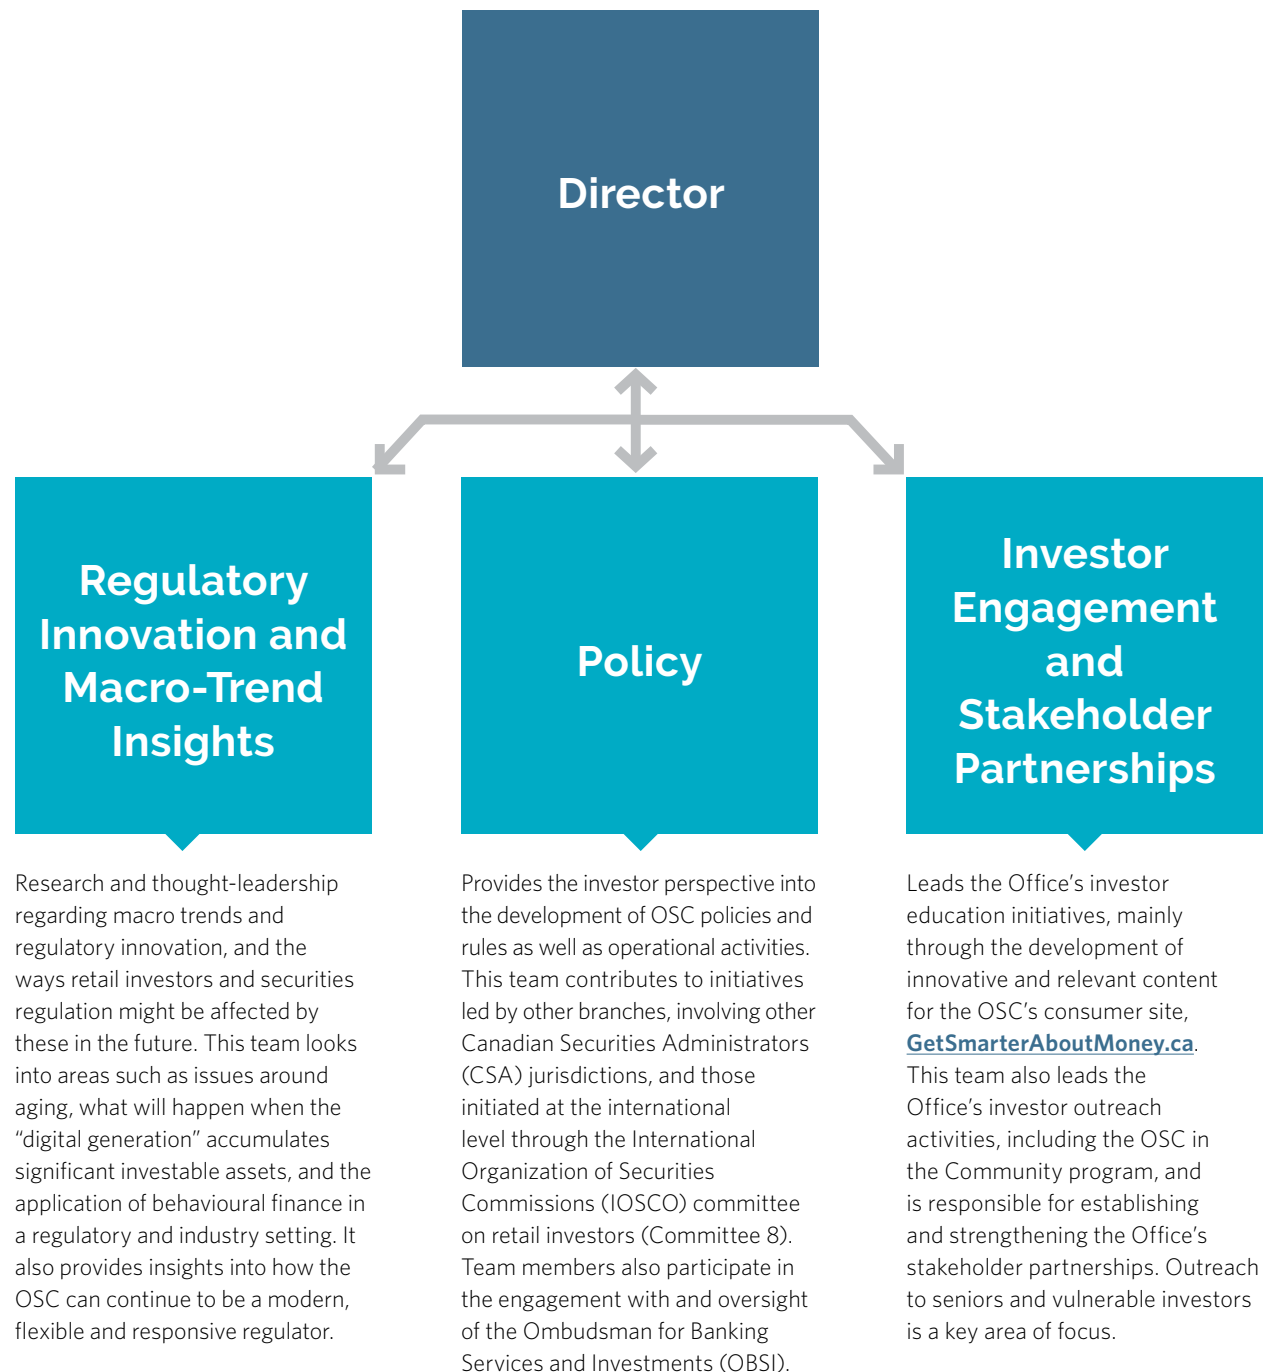 Director
Regulatory
Innovation and
Macro-Trend
Insights
Research and thought-leadership
regarding macro trends and
regulatory innovation, and the
ways retail investors and securities
regulation might be affected by
these in the future. This team looks
into areas such as issues around
aging, what will happen when the
“digital generation” accumulates
significant investable assets, and the
application of behavioural finance in
a regulatory and industry setting. It
also provides insights into how the
OSC can continue to be a modern,
flexible and responsive regulator.
Policy
Provides the investor perspective into
the development of OSC policies and
rules as well as operational activities.
This team contributes to initiatives
led by other branches, involving other
Canadian Securities Administrators
(CSA) jurisdictions, and those
initiated at the international
level through the International
Organization of Securities
Commissions (IOSCO) committee
on retail investors (Committee 8).
Team members also participate in
the engagement with and oversight
of the Ombudsman for Banking
Services and Investments (OBSI).
Investor
Engagement
and
Stakeholder
Partnerships
Leads the Office’s investor
education initiatives, mainly
through the development of
innovative and relevant content
for the OSC’s consumer site,
GetSmarterAboutMoney.ca.
This team also leads the
Office’s investor outreach
activities, including the OSC in
the Community program, and
is responsible for establishing
and strengthening the Office’s
stakeholder partnerships. Outreach
to seniors and vulnerable investors
is a key area of focus.